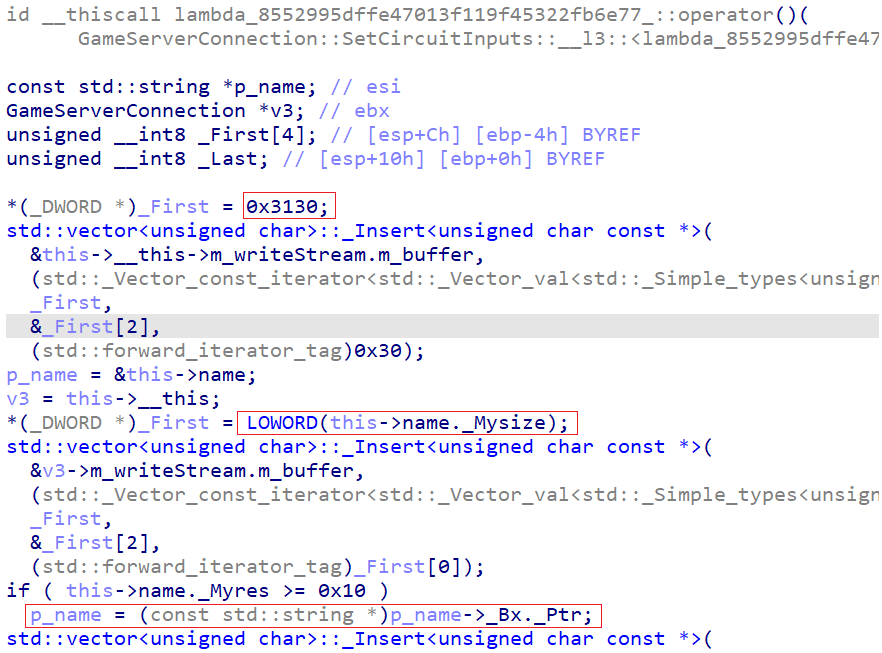 id __thiscall lambda_8552995dffe47013f119f45322fb6e77_::operator()(
GameServerConnection::SetCircuitInputs::__l3::<lambda_8552995dffe47
const std::string *p_name; // esi
GameServerConnection *v3; // ebx
unsigned __int8 _First[4]; // [esp+Ch] [ebp-4h] BYREF
unsigned __int8 _Last; // [esp+10h] [ebp+0h] BYREF
*(_DWORD *)_First = 0x3130;
std::vector<unsigned char>::_Insert<unsigned char const *>(
&this->__this->m_writeStream.m_buffer,
(std::_Vector_const_iterator<std::_Vector_val<std::_Simple_types<unsign
_First,
&_First[2],
(std::forward_iterator_tag)0x30);
p_name = &this->name;
v3 = this->__this;
*(_DWORD *)_First = LOWORD(this->name._Mysize);
std::vector<unsigned char>::_Insert<unsigned char const *>(
&v3->m_writeStream.m_buffer,
(std::_Vector_const_iterator<std::_Vector_val<std::_Simple_types<unsign
_First,
&_First[2],
(std::forward_iterator_tag)_First[0]);
if ( this->name._Myres >= 0x10 )
p_name = (const std::string *)p_name->_Bx._Ptr;
std::vector<unsigned char>::_Insert<unsigned char const *>(